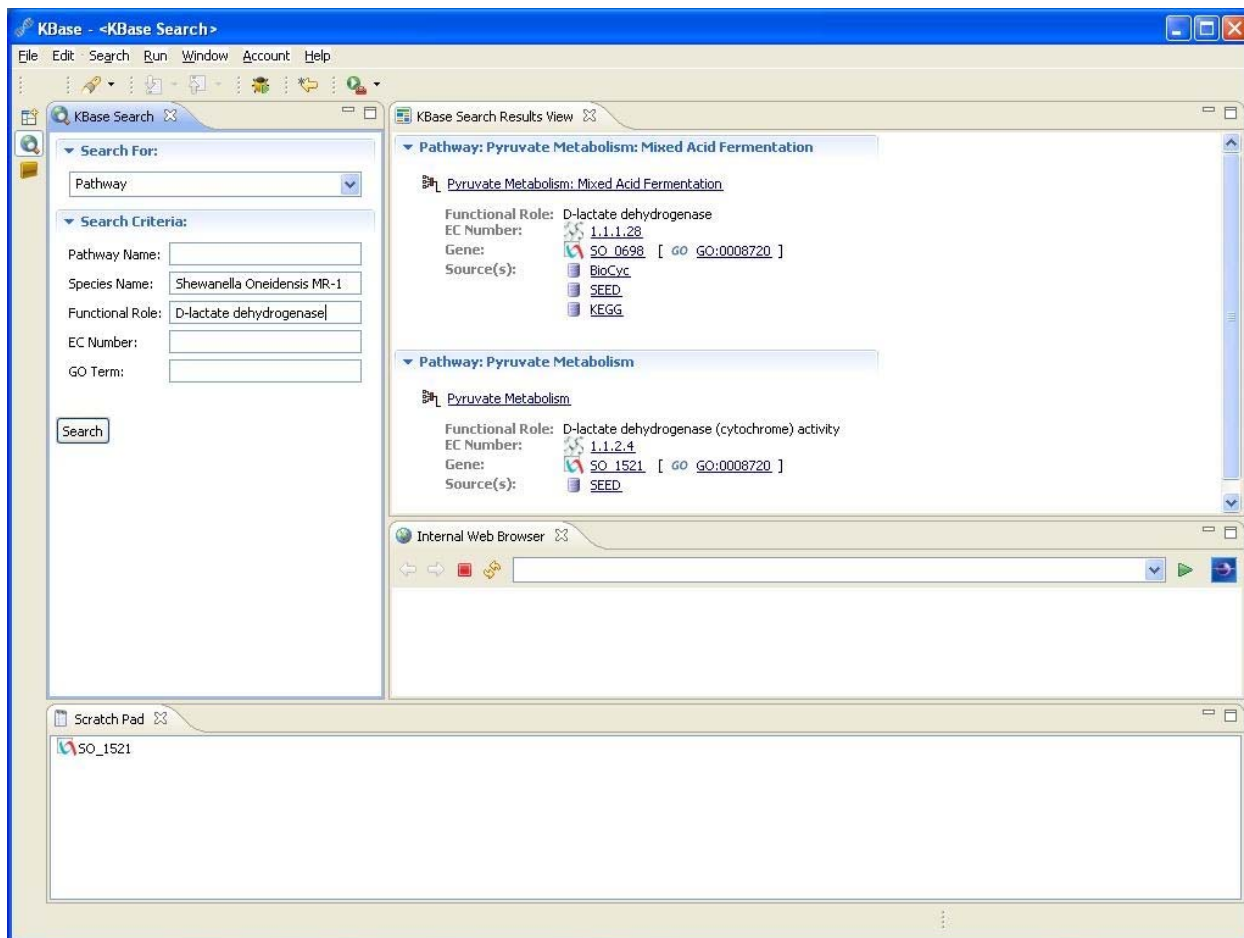 KBase - <KBase Search>
File Edit Search Run Window Account Help
KBase Search
Search For:
Pathway
Search Criteria:
Pathway Name:
Species Name: Shewanella Oneidensis MR-1
Functional Role: D-lactate dehydrogenase
EC Number:
GO Term:
Search
KBase Search Results View
Pathway: Pyruvate Metabolism: Mixed Acid Fermentation
Pyruvate Metabolism: Mixed Acid Fermentation
Functional Role: D-lactate dehydrogenase
EC Number: 1.1.1.28
Gene: SO_0698 [ GO GO:0008720 ]
Source(s): BioCyc
SEED
KEGG
Pathway: Pyruvate Metabolism
Pyruvate Metabolism
Functional Role: D-lactate dehydrogenase (cytochrome) activity
EC Number: 1.1.2.4
Gene: SO_1521 [ GO GO:0008720 ]
Source(s): SEED
Internal Web Browser
Scratch Pad
SO_1521